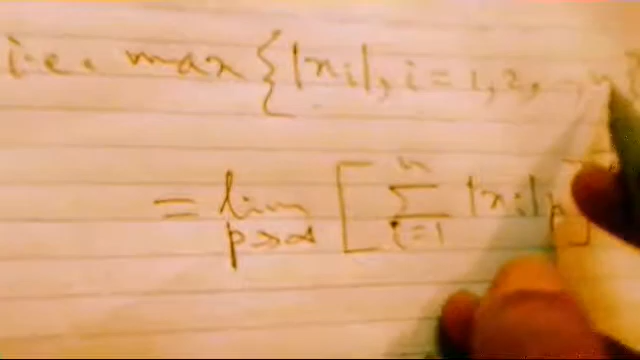 i.e. max {|xi|, i = 1, 2, .., n}
= lim [ n Σ |xi|p ]
p→∞ i=1